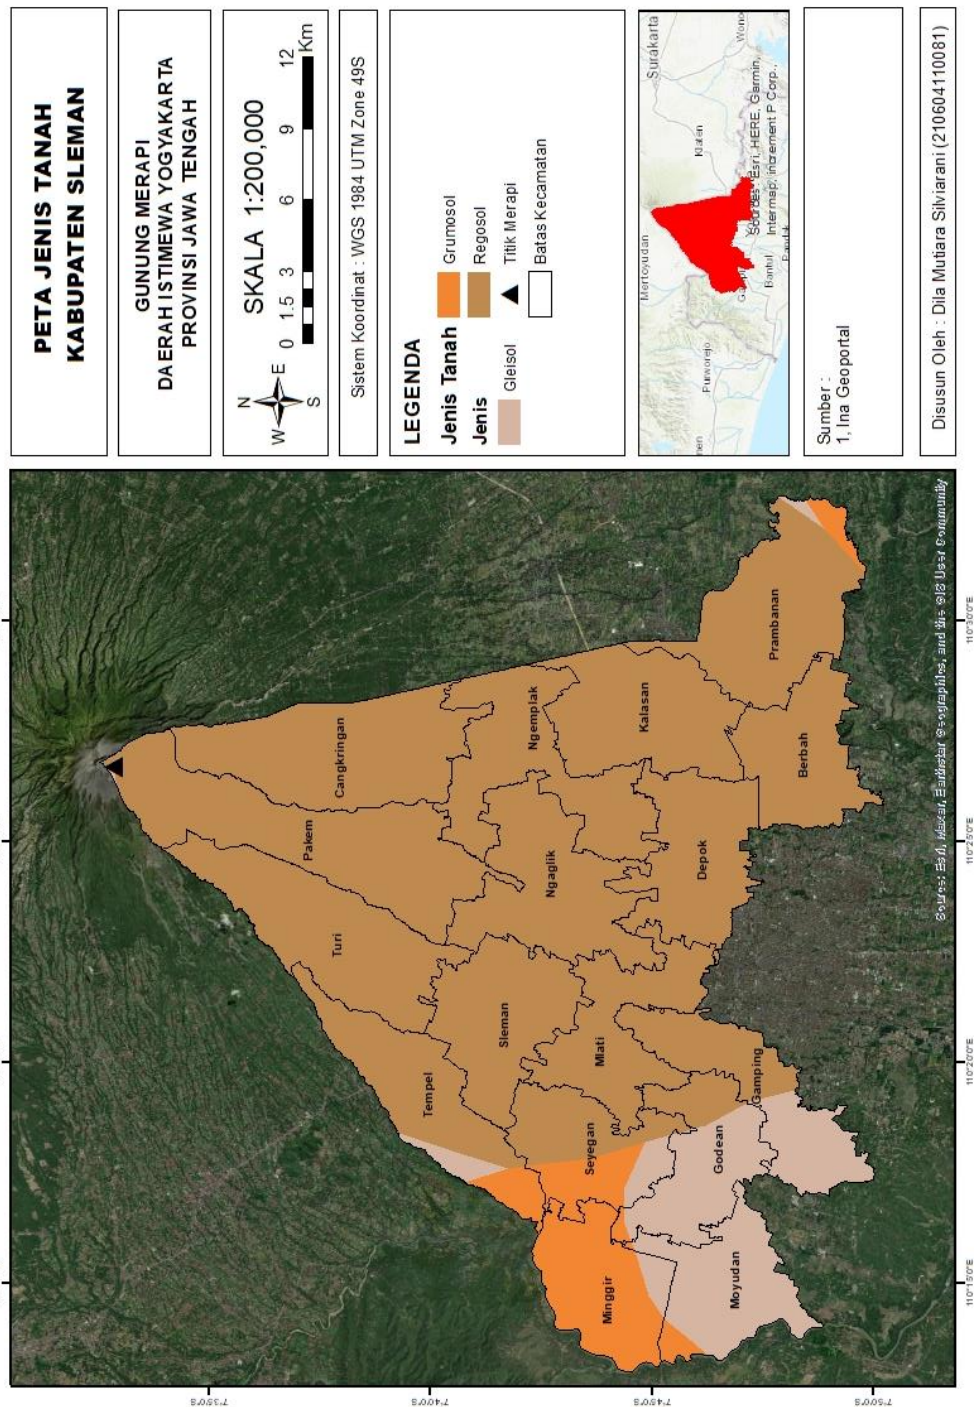 PETA JENIS TANAH
KABUPATEN SLEMAN
GUNUNG MERAPI
DAERAH ISTIMEWA YOGYAKARTA
PROVINSI JAWA TENGAH
N
W
E
S
SKALA 1:200,000
0 1.5 3 6 9 12
Km
Sistem Koordinat : WGS 1984 UTM Zone 49S
LEGENDA
Jenis Tanah
Jenis
Gleisol
Grumosol
Regosol
Titik Merapi
Batas Kecamatan
Mertoyudan
Surakarta
Klaten
Purworejo
Bantul
Wono
Sources: Esri, HERE, Garmin,
Intermap, increment P Corp.,
Sumber :
1, Ina Geoportal
Disusun Oleh : Dila Mutiara Silviarani (210604110081)
Cangkringan
Pakem
Turi
Tempel
Sleman
Ngaglik
Ngemplak
Kalasan
Mlati
Seyegan
Minggir
Depok
Godean
Moyudan
Gamping
Berbah
Prambanan
Source: Esri, Maxar, Earthstar Geographics, and the GIS User Community
110°15'0"E
110°20'0"E
110°25'0"E
110°30'0"E
7°35'0"S
7°40'0"S
7°45'0"S
7°50'0"S